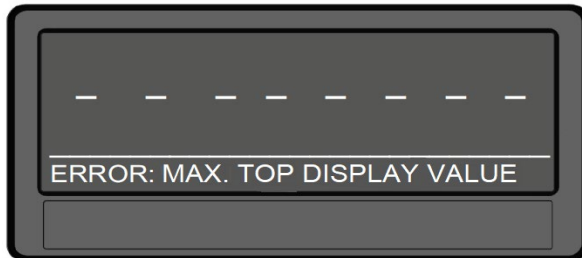 – – – – – – – –
ERROR: MAX. TOP DISPLAY VALUE